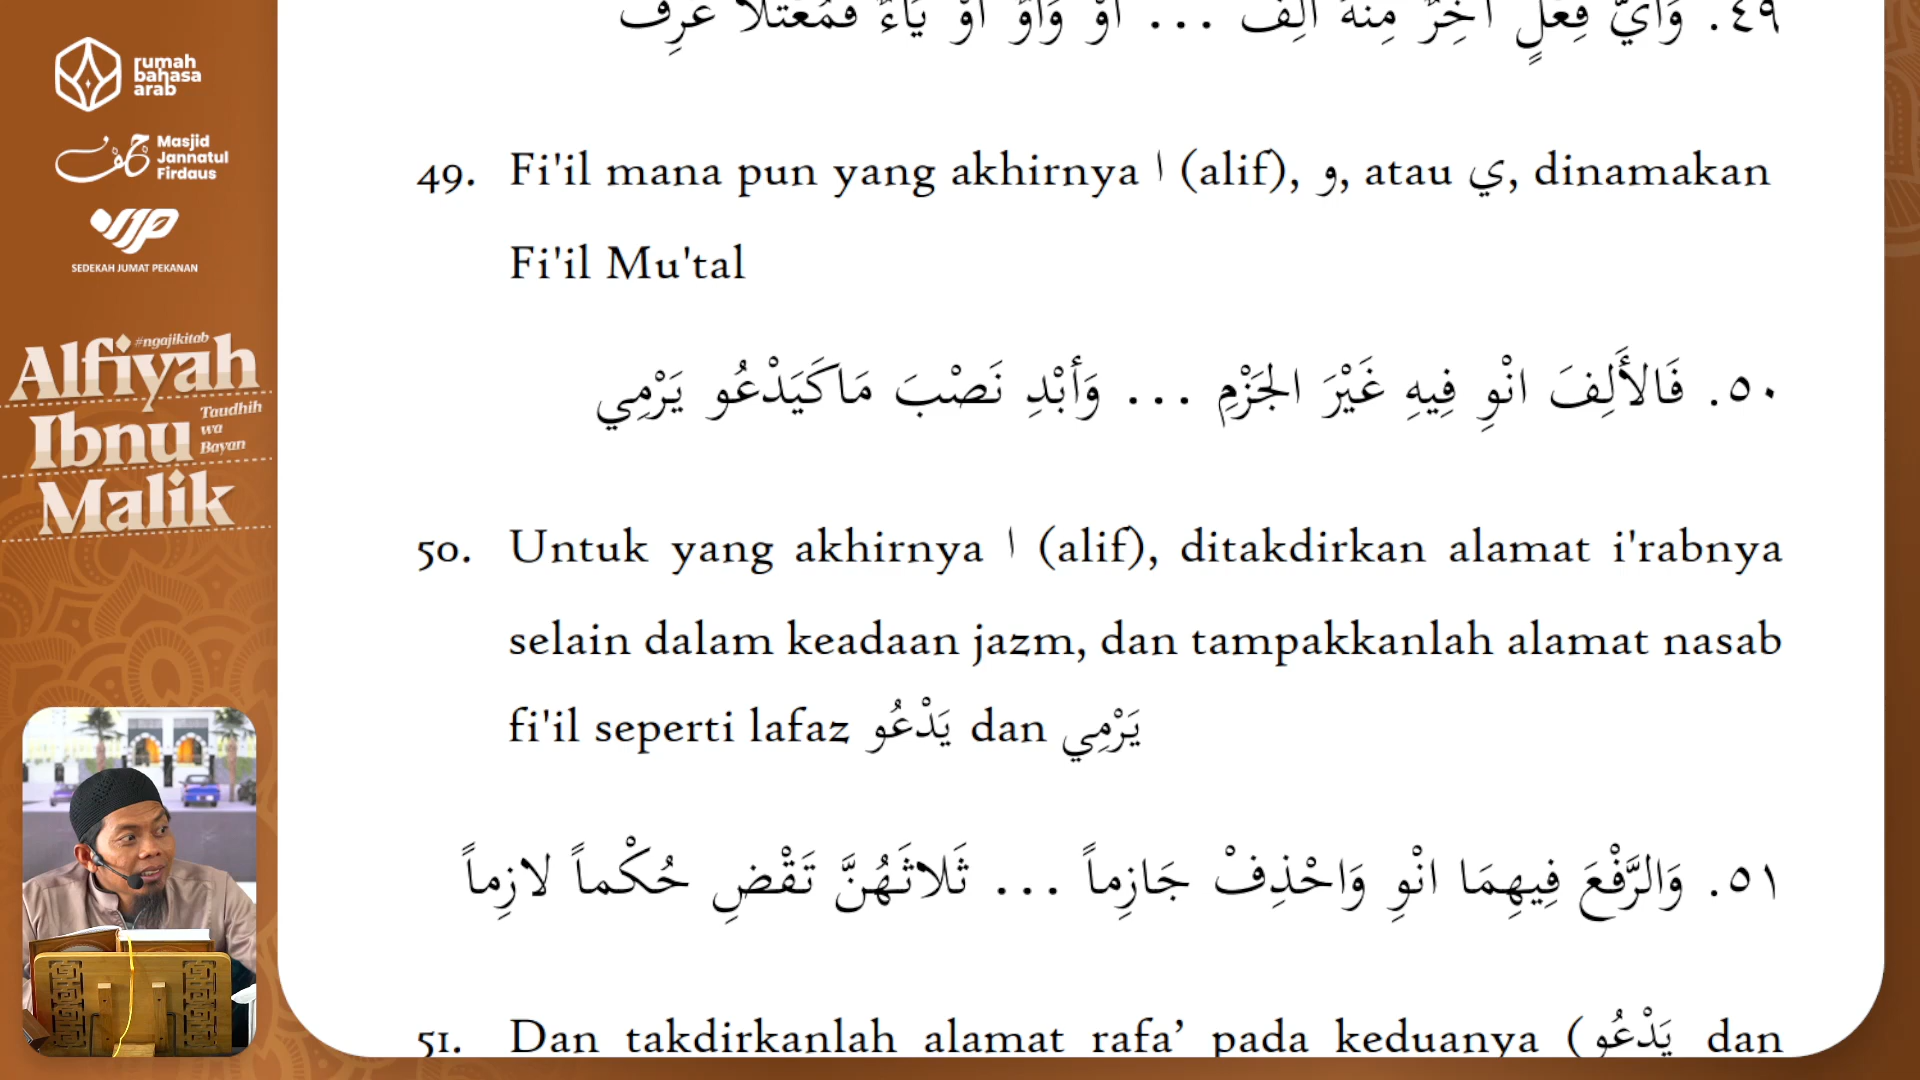 rumah
bahasa
arab
Masjid
Jannatul
Firdaus
SEDEKAH JUMAT PEKANAN
#ngajikitab
Alfiyah
Ibnu
Malik
Taudhih
wa
Bayan
٤٩. وَأَيُّ فِعْلٍ آخِرٌ مِنْهُ أَلِفْ ... أوْ وَاوٌ أوْ يَاءٌ فَمُعْتَلًّا عُرِفْ
49. Fi'il mana pun yang akhirnya ا (alif), و, atau ي, dinamakan
Fi'il Mu'tal
٥٠. فَالأَلِفَ انْوِ فِيهِ غَيْرَ الجَزْمِ ... وَأبْدِ نَصْبَ مَاكَيَدْعُو يَرْمِي
50. Untuk yang akhirnya ا (alif), ditakdirkan alamat i'rabnya
selain dalam keadaan jazm, dan tampakkanlah alamat nasab
fi'il seperti lafaz يَدْعُو dan يَرْمِي
٥١. وَالرَّفْعَ فِيهِمَا انْوِ وَاحْذِفْ جَازِماً ... ثَلاثَهُنَّ تَقْضِ حُكْماً لازِماً
51. Dan takdirkanlah alamat rafa’ pada keduanya (يَدْعُو dan